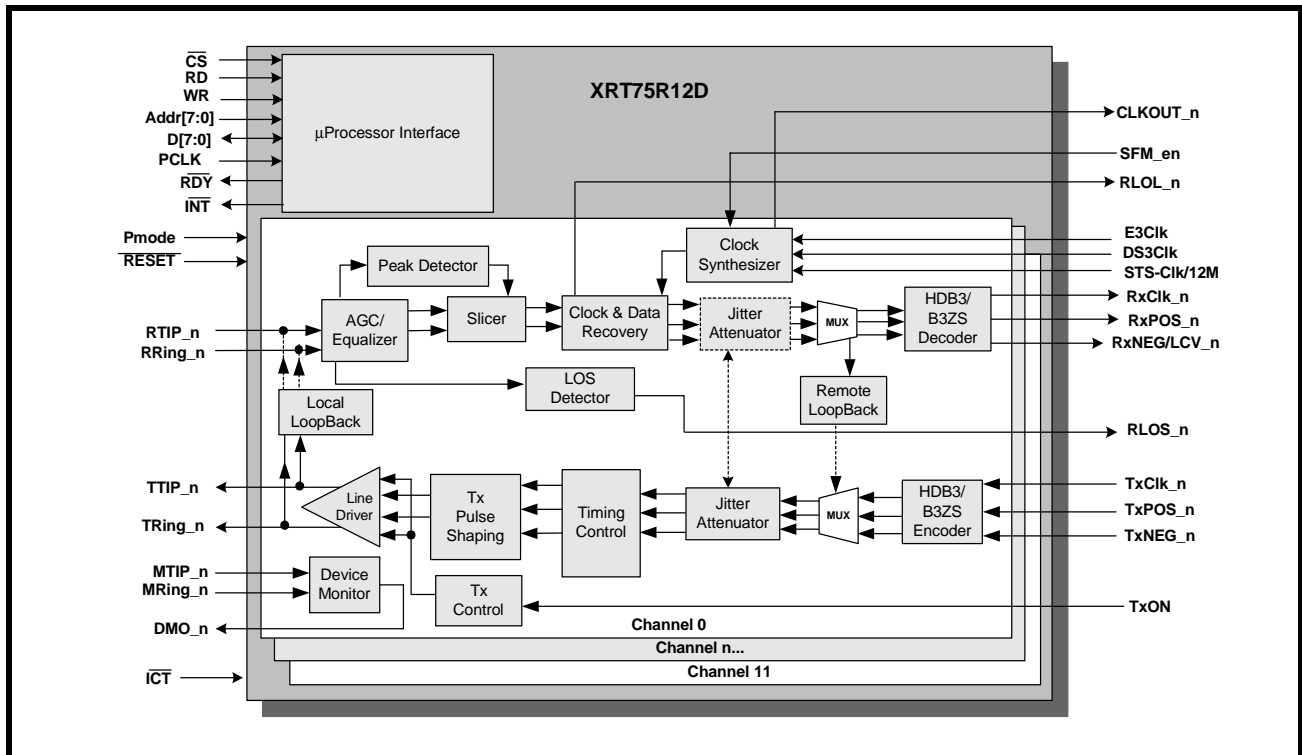 XRT75R12D
CS
RD
WR
Addr[7:0]
D[7:0]
PCLK
RDY
INT
µProcessor Interface
Pmode
RESET
CLKOUT_n
SFM_en
RLOL_n
E3Clk
DS3Clk
STS-Clk/12M
Clock
Synthesizer
Peak Detector
RTIP_n
RRing_n
AGC/
Equalizer
Slicer
Clock & Data
Recovery
Jitter
Attenuator
MUX
HDB3/
B3ZS
Decoder
RxClk_n
RxPOS_n
RxNEG/LCV_n
LOS
Detector
Remote
LoopBack
Local
LoopBack
RLOS_n
TTIP_n
TRing_n
Line
Driver
Tx
Pulse
Shaping
Timing
Control
Jitter
Attenuator
MUX
HDB3/
B3ZS
Encoder
TxClk_n
TxPOS_n
TxNEG_n
MTIP_n
MRing_n
DMO_n
Device
Monitor
Tx
Control
TxON
Channel 0
Channel n...
Channel 11
ICT